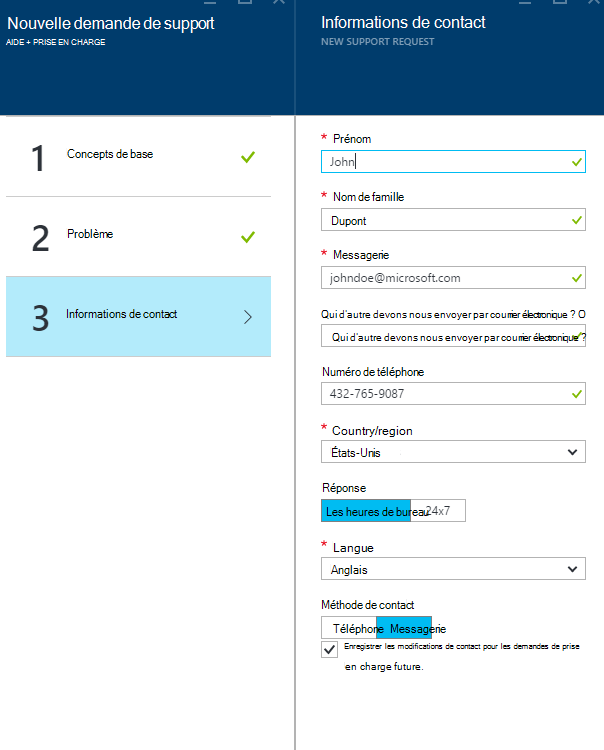 Nouvelle demande de support
AIDE + PRISE EN CHARGE
1 Concepts de base
2 Problème
3 Informations de contact
Informations de contact
NEW SUPPORT REQUEST
* Prénom
John
* Nom de famille
Dupont
* Messagerie
johndoe@microsoft.com
Qui d'autre devons nous envoyer par courrier électronique ? O
Qui d'autre devons nous envoyer par courrier électronique ?
Numéro de téléphone
432-765-9087
* Country/region
États-Unis
Réponse
Les heures de bureau 24x7
* Langue
Anglais
Méthode de contact
Téléphone Messagerie
Enregistrer les modifications de contact pour les demandes de prise
en charge future.